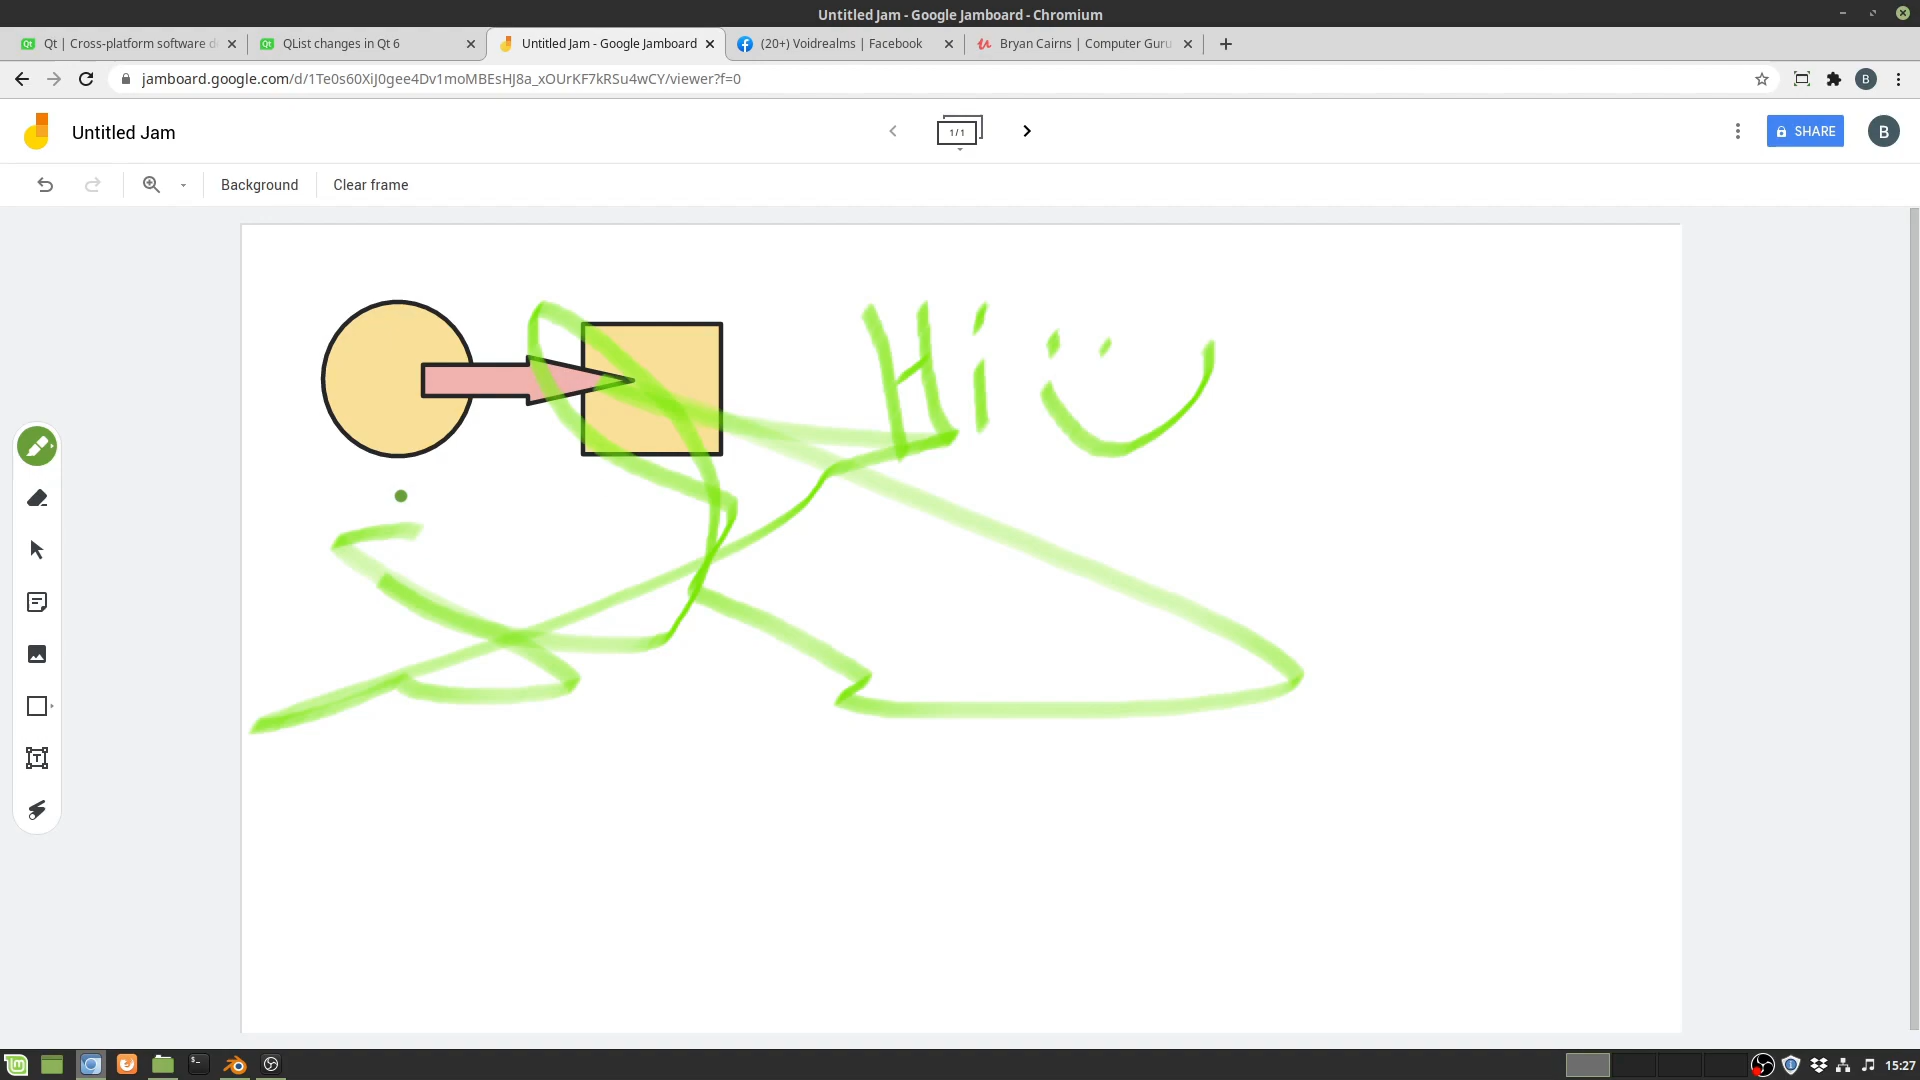 Untitled Jam - Google Jamboard - Chromium
Qt | Cross-platform software d
QList changes in Qt 6
Untitled Jam - Google Jamboard
(20+) Voidrealms | Facebook
Bryan Cairns | Computer Guru
jamboard.google.com/d/1Te0s60XiJ0gee4Dv1moMBEsHJ8a_xOUrKF7kRSu4wCY/viewer?f=0
B
Untitled Jam
1/1
SHARE
B
Background
Clear frame
Hi
15:27